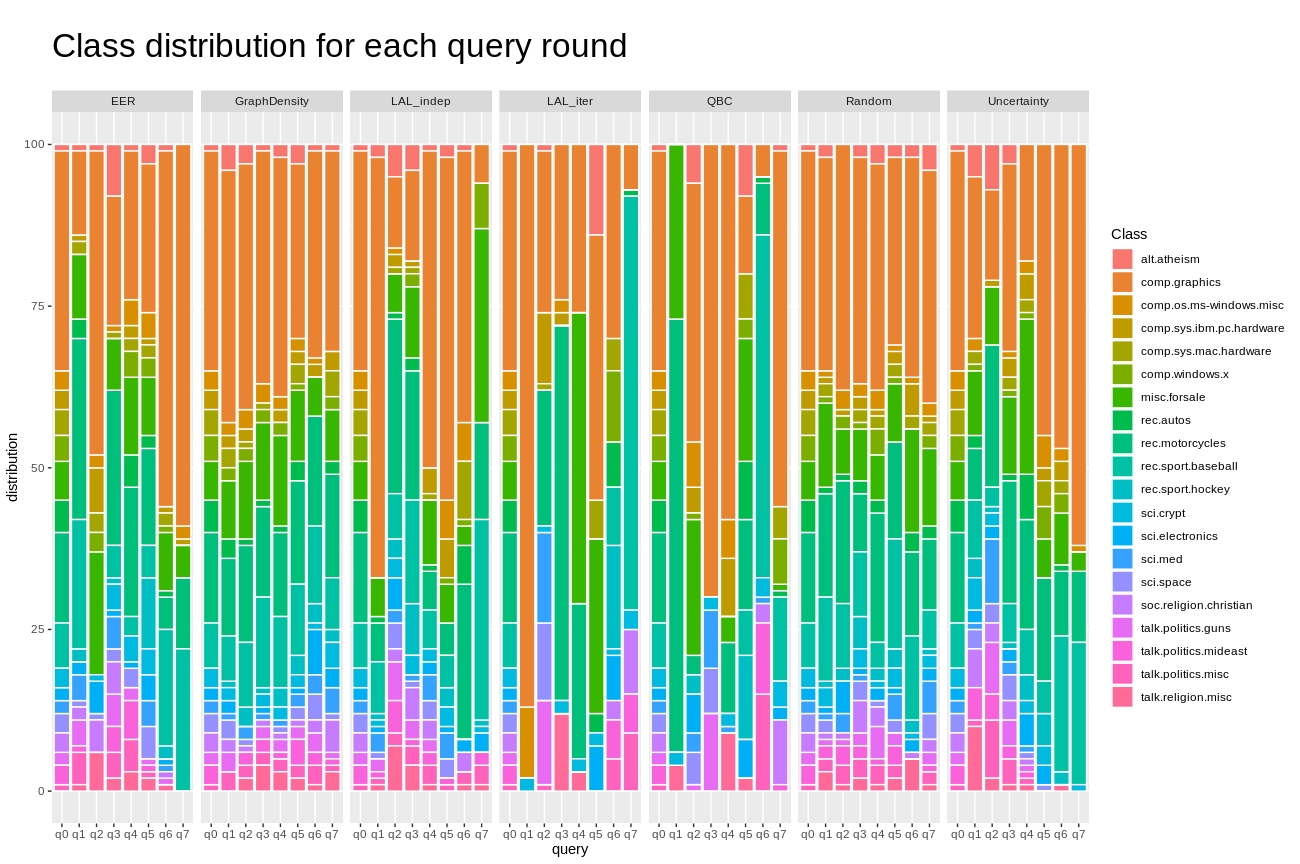 Class distribution for each query round
EER GraphDensity LAL_indep LAL_iter QBC Random Uncertainty
100
75
50
25
0
distribution
q0 q1 q2 q3 q4 q5 q6 q7 q0 q1 q2 q3 q4 q5 q6 q7 q0 q1 q2 q3 q4 q5 q6 q7 q0 q1 q2 q3 q4 q5 q6 q7 q0 q1 q2 q3 q4 q5 q6 q7 q0 q1 q2 q3 q4 q5 q6 q7 q0 q1 q2 q3 q4 q5 q6 q7
query
Class
alt.atheism
comp.graphics
comp.os.ms-windows.misc
comp.sys.ibm.pc.hardware
comp.sys.mac.hardware
comp.windows.x
misc.forsale
rec.autos
rec.motorcycles
rec.sport.baseball
rec.sport.hockey
sci.crypt
sci.electronics
sci.med
sci.space
soc.religion.christian
talk.politics.guns
talk.politics.mideast
talk.politics.misc
talk.religion.misc